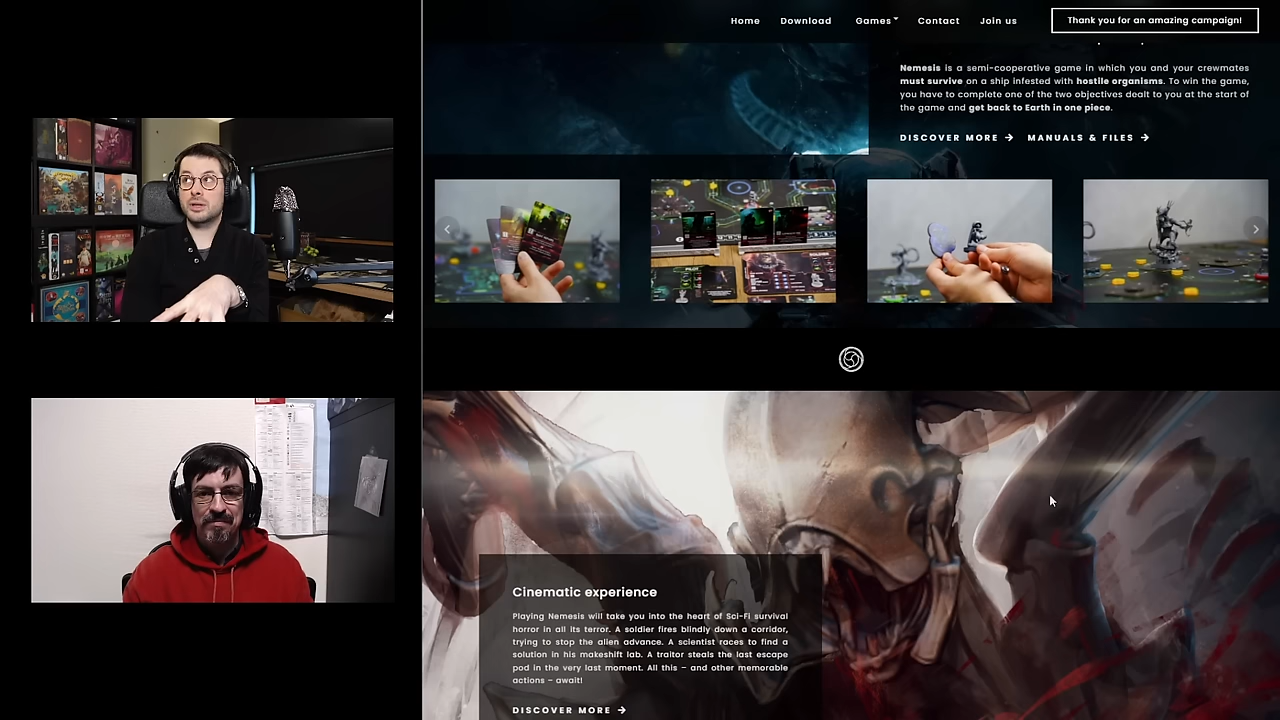 Home Download Games Contact Join us Thank you for an amazing campaign!
Nemesis is a semi-cooperative game in which you and your crewmates
must survive on a ship infested with hostile organisms. To win the game,
you have to complete one of the two objectives dealt to you at the start of
the game and get back to Earth in one piece.
DISCOVER MORE → MANUALS & FILES →
Cinematic experience
Playing Nemesis will take you into the heart of Sci-Fi survival
horror in all its terror. A soldier fires blindly down a corridor,
trying to stop the alien advance. A scientist races to find a
solution in his makeshift lab. A traitor steals the last escape
pod in the very last moment. All this – and other memorable
actions – await!
DISCOVER MORE →